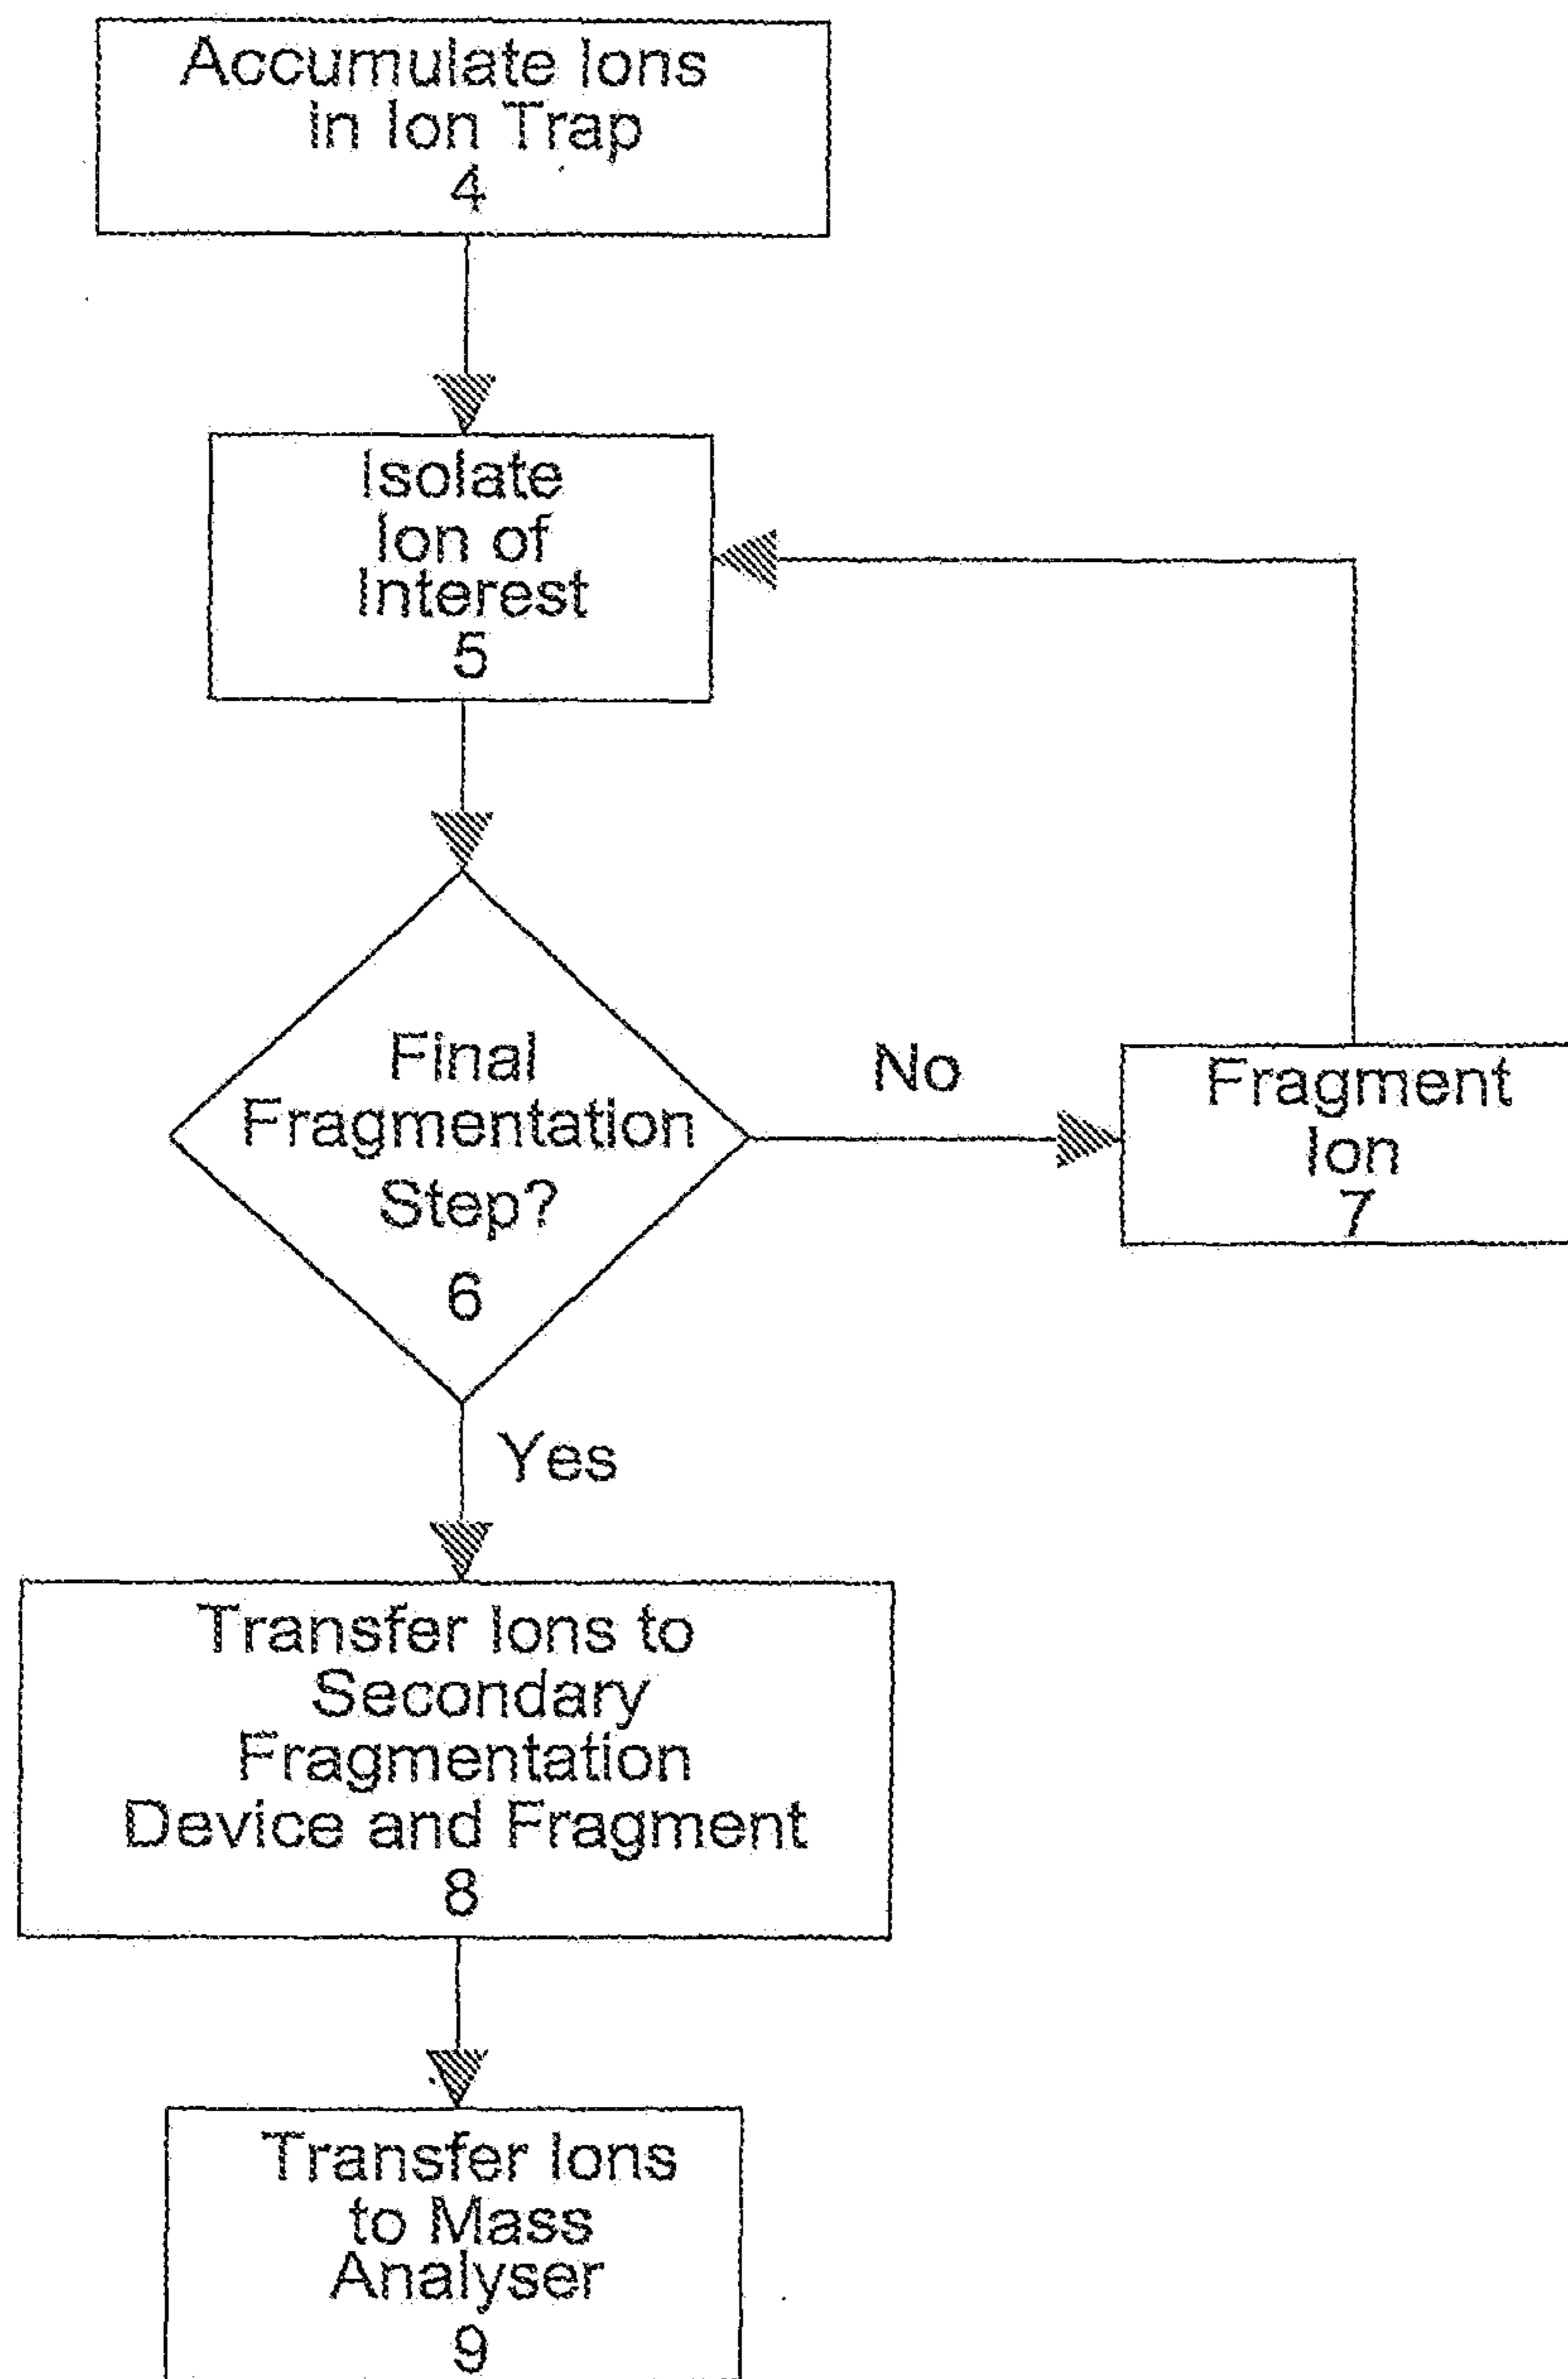 Accumulate Ions
in Ion Trap
4
Isolate
Ion of
Interest
5
Final
Fragmentation
Step?
6
No
Fragment
Ion
7
Yes
Transfer Ions to
Secondary
Fragmentation
Device and Fragment
8
Transfer Ions
to Mass
Analyser
9